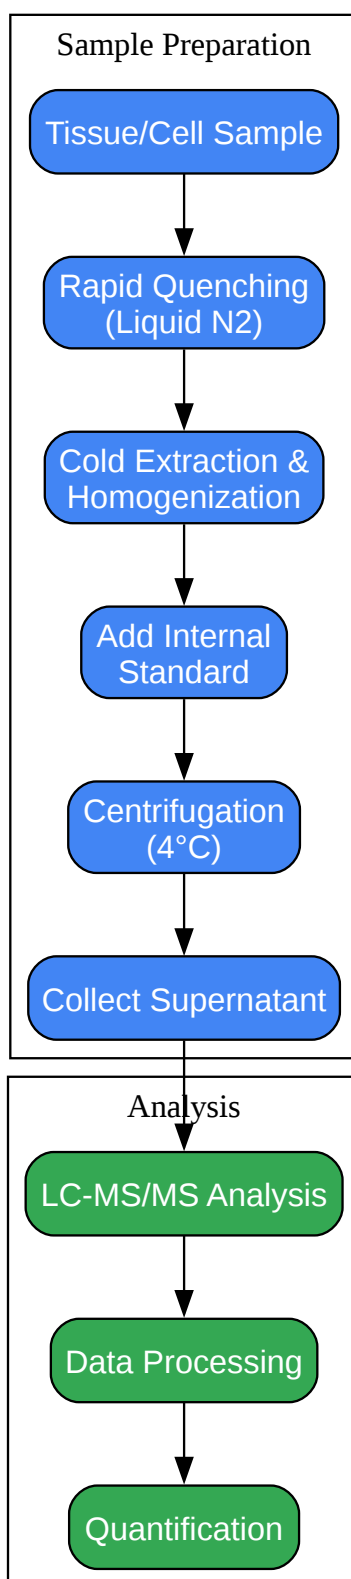 Sample Preparation
Tissue/Cell Sample
Rapid Quenching
(Liquid N2)
Cold Extraction &
Homogenization
Add Internal
Standard
Centrifugation
(4°C)
Collect Supernatant
Analysis
LC-MS/MS Analysis
Data Processing
Quantification